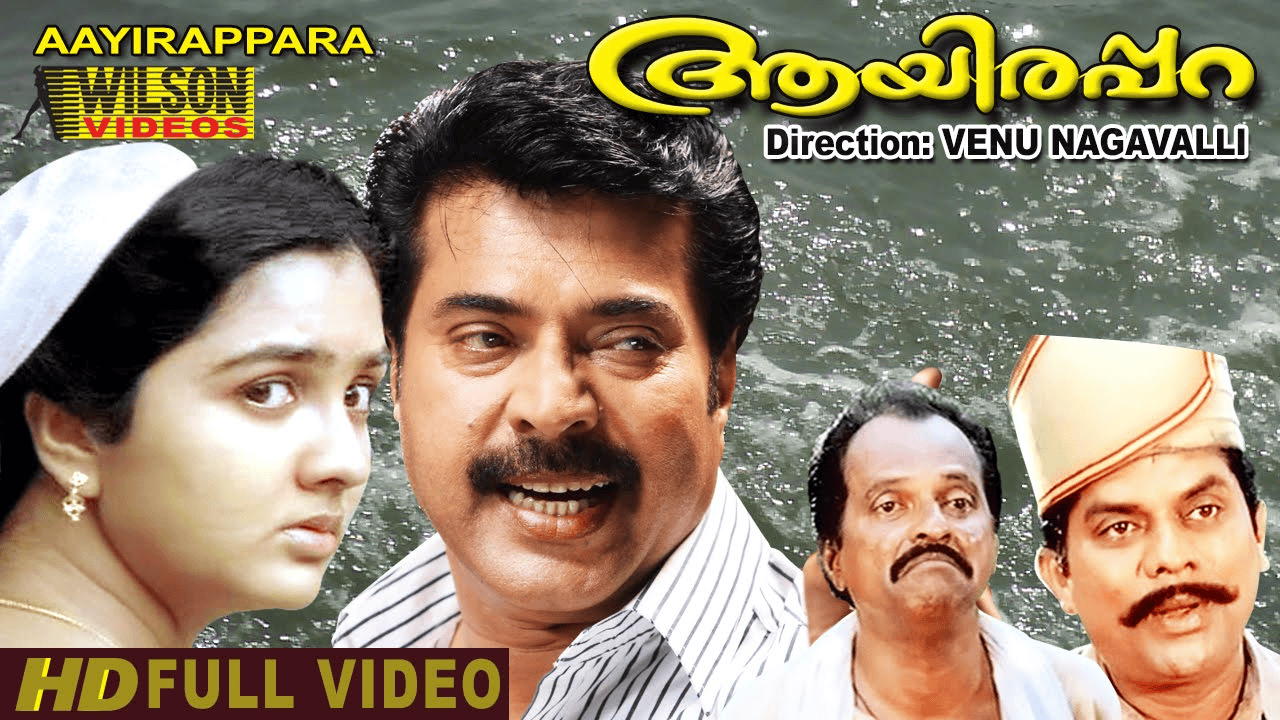 AAYIRAPPARA
WILSON
VIDEOS
ആയിരപ്പറ
Direction: VENU NAGAVALLI
HD FULL VIDEO